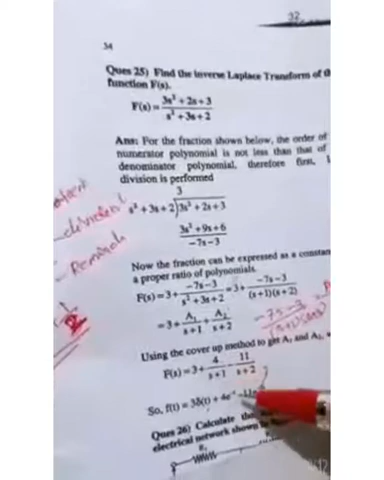 32
34
Ques 25) Find the inverse Laplace Transform of the
function F(s).
F(s) = 3s² + 2s + 3 / s² + 3s + 2
Ans: For the fraction shown below, the order of
numerator polynomial is not less than that of
denominator polynomial, therefore first,
division is performed
3
s² + 3s + 2 ) 3s² + 2s + 3
3s² + 9s + 6
-7s - 3
Now the fraction can be expressed as a constant
a proper ratio of polynomials.
F(s) = 3 + -7s - 3 / s² + 3s + 2 = 3 + -7s - 3 / (s + 1)(s + 2)
= 3 + A₁ / s + 1 + A₂ / s + 2
-7s-3
Using the cover up method to get A₁ and A₂,
F(s) = 3 + 4 / s + 1 - 11 / s + 2
So, f(t) = 3δ(t) + 4e⁻ᵗ
Ques 26) Calculate the
electrical network shown